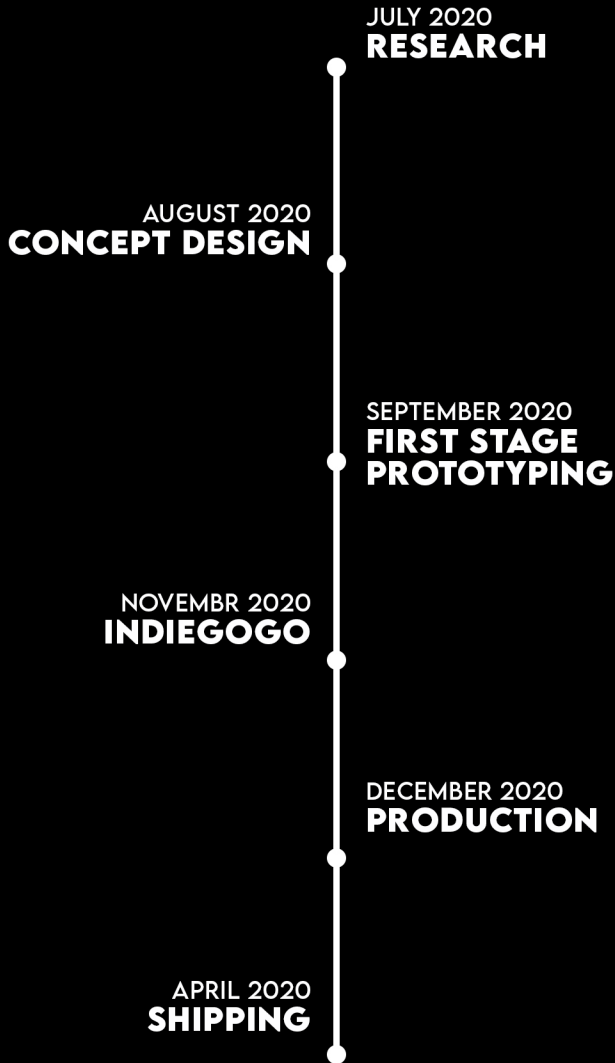 JULY 2020
RESEARCH
AUGUST 2020
CONCEPT DESIGN
SEPTEMBER 2020
FIRST STAGE
PROTOTYPING
NOVEMBR 2020
INDIEGOGO
DECEMBER 2020
PRODUCTION
APRIL 2020
SHIPPING